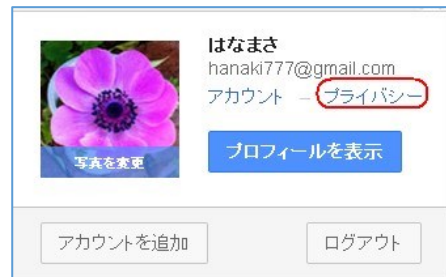 はなまさ
hanaki777@gmail.com
アカウント – プライバシー
写真を変更
プロフィールを表示
アカウントを追加
ログアウト